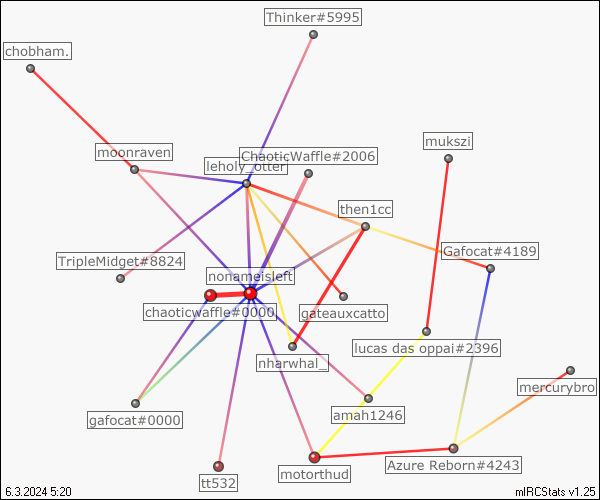 Thinker#5995
chobham.
mukszi
moonraven
ChaoticWaffle#2006
leholy_otter
then1cc
Gafocat#4189
TripleMidget#8824
nonameisleft
chaoticwaffle#0000
gateauxcatto
lucas das oppai#2396
nharwhal_
mercurybro
amah1246
gafocat#0000
Azure Reborn#4243
motorthud
tt532
6.3.2024 5:20
mIRCStats v1.25